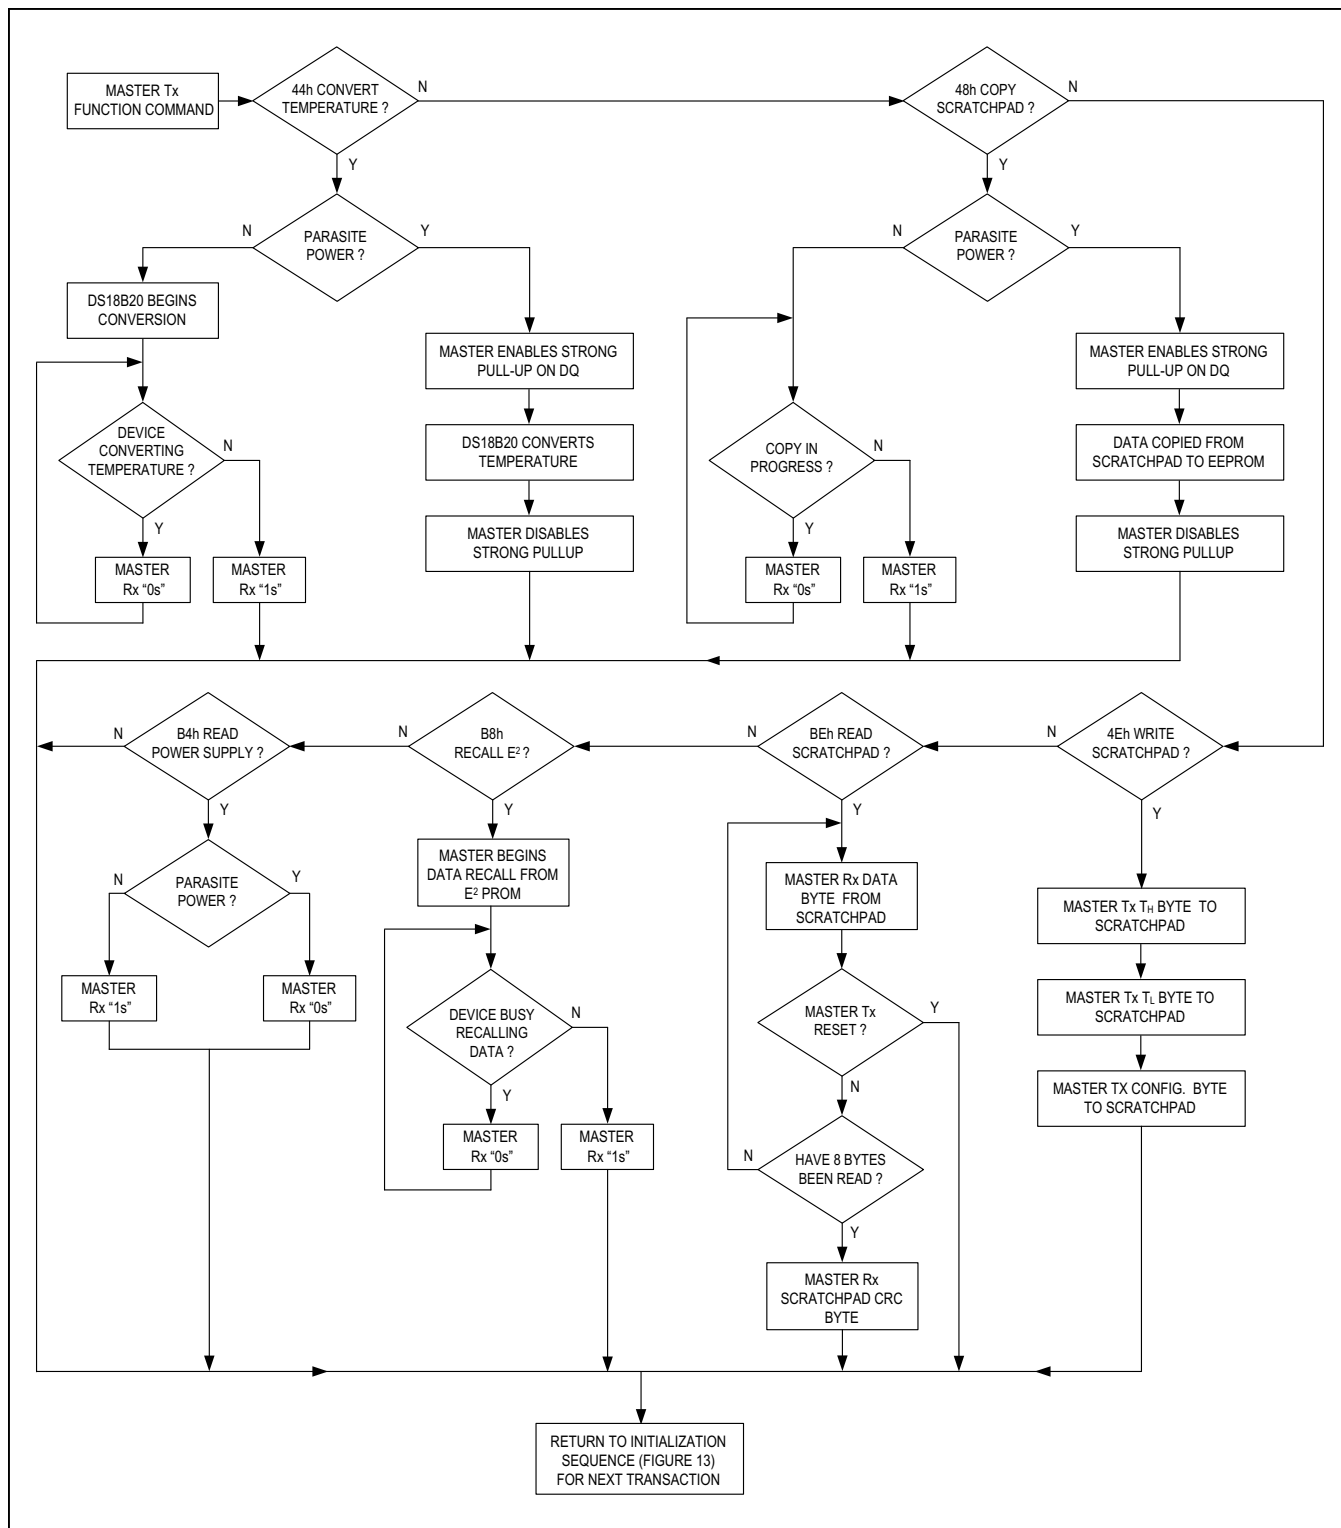 MASTER Tx
FUNCTION COMMAND
44h CONVERT
TEMPERATURE ?
N
Y
48h COPY
SCRATCHPAD ?
N
Y
N
PARASITE
POWER ?
Y
N
PARASITE
POWER ?
Y
DS18B20 BEGINS
CONVERSION
MASTER ENABLES STRONG
PULL-UP ON DQ
MASTER ENABLES STRONG
PULL-UP ON DQ
DEVICE
CONVERTING
TEMPERATURE ?
N
Y
DS18B20 CONVERTS
TEMPERATURE
COPY IN
PROGRESS ?
N
Y
DATA COPIED FROM
SCRATCHPAD TO EEPROM
MASTER DISABLES
STRONG PULLUP
MASTER DISABLES
STRONG PULLUP
MASTER
Rx “0s”
MASTER
Rx “1s”
MASTER
Rx “0s”
MASTER
Rx “1s”
N
B4h READ
POWER SUPPLY ?
Y
N
B8h
RECALL E² ?
Y
N
BEh READ
SCRATCHPAD ?
Y
N
4Eh WRITE
SCRATCHPAD ?
Y
N
PARASITE
POWER ?
Y
MASTER BEGINS
DATA RECALL FROM
E² PROM
MASTER Rx DATA
BYTE FROM
SCRATCHPAD
MASTER Tx TH BYTE TO
SCRATCHPAD
MASTER
Rx “1s”
MASTER
Rx “0s”
DEVICE BUSY
RECALLING
DATA ?
N
Y
MASTER Tx
RESET ?
Y
N
MASTER Tx TL BYTE TO
SCRATCHPAD
MASTER TX CONFIG. BYTE
TO SCRATCHPAD
MASTER
Rx “0s”
MASTER
Rx “1s”
N
HAVE 8 BYTES
BEEN READ ?
Y
MASTER Rx
SCRATCHPAD CRC
BYTE
RETURN TO INITIALIZATION
SEQUENCE (FIGURE 13)
FOR NEXT TRANSACTION